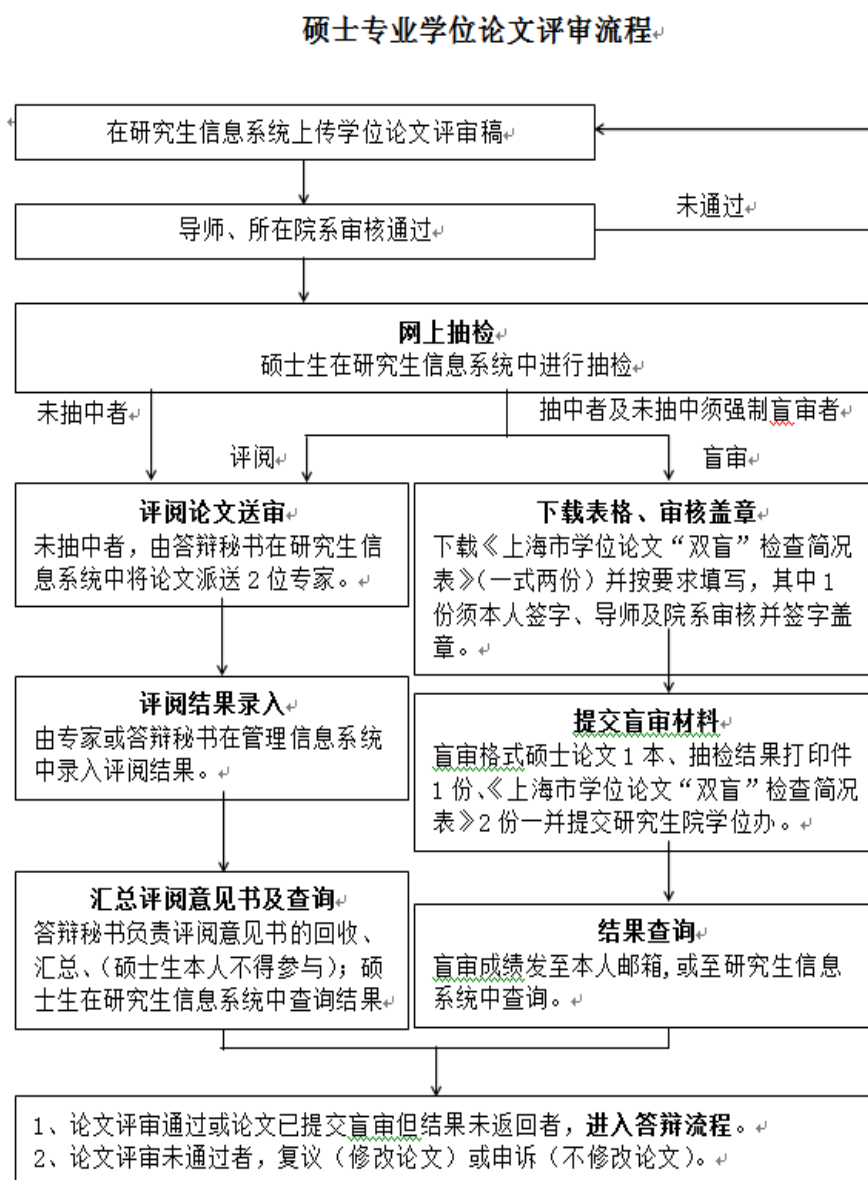 硕士专业学位论文评审流程
在研究生信息系统上传学位论文评审稿
未通过
导师、所在院系审核通过
网上抽检
硕士生在研究生信息系统中进行抽检
未抽中者
抽中者及未抽中须强制盲审者
评阅
盲审
评阅论文送审
未抽中者，由答辩秘书在研究生信
息系统中将论文派送2位专家。
下载表格、审核盖章
下载《上海市学位论文“双盲”检查简况
表》（一式两份）并按要求填写，其中1
份须本人签字、导师及院系审核并签字盖
章。
评阅结果录入
由专家或答辩秘书在管理信息系统
中录入评阅结果。
提交盲审材料
盲审格式硕士论文1本、抽检结果打印件
1份、《上海市学位论文“双盲”检查简况
表》2份一并提交研究生院学位办。
汇总评阅意见书及查询
答辩秘书负责评阅意见书的回收、
汇总、（硕士生本人不得参与）；硕
士生在研究生信息系统中查询结果
结果查询
盲审成绩发至本人邮箱,或至研究生信息
系统中查询。
1、论文评审通过或论文已提交盲审但结果未返回者，进入答辩流程。
2、论文评审未通过者，复议（修改论文）或申诉（不修改论文）。